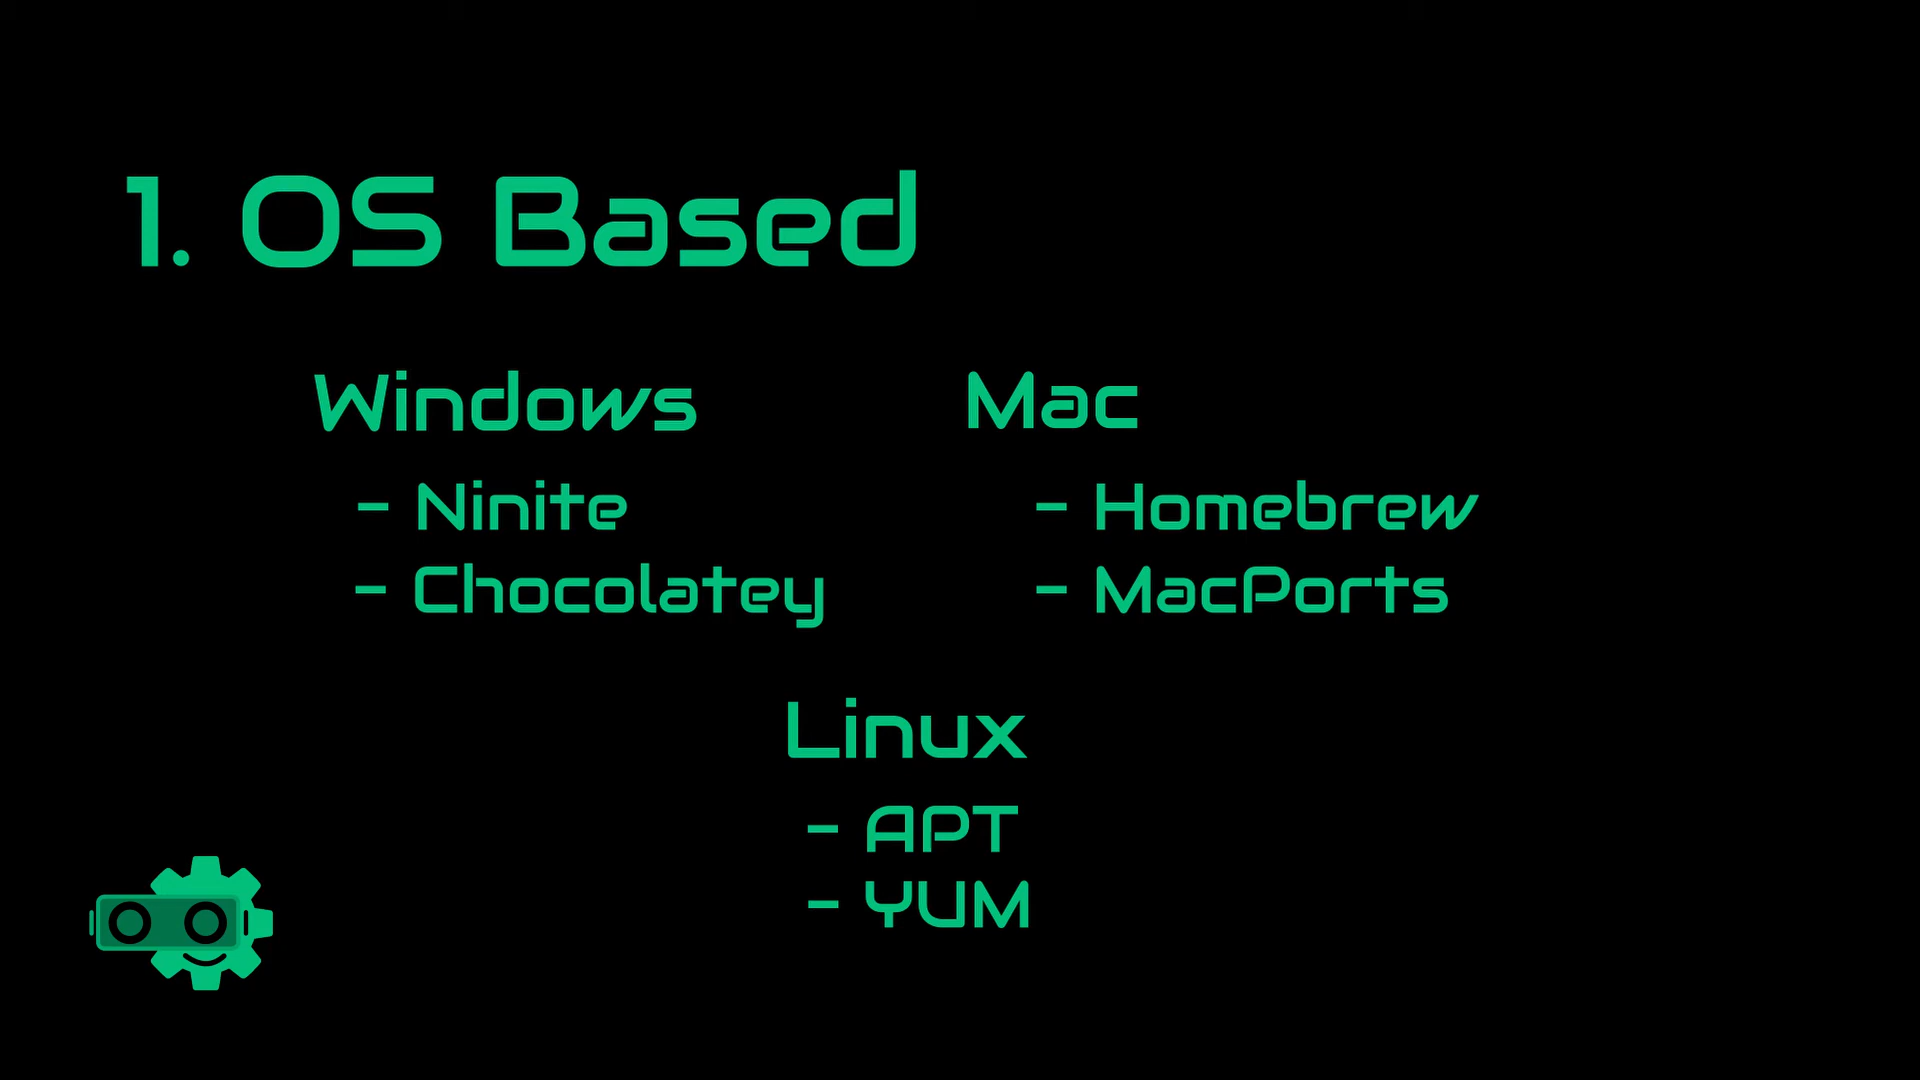 1. OS Based
Windows
- Ninite
- Chocolatey
Mac
- Homebrew
- MacPorts
Linux
- APT
- YUM